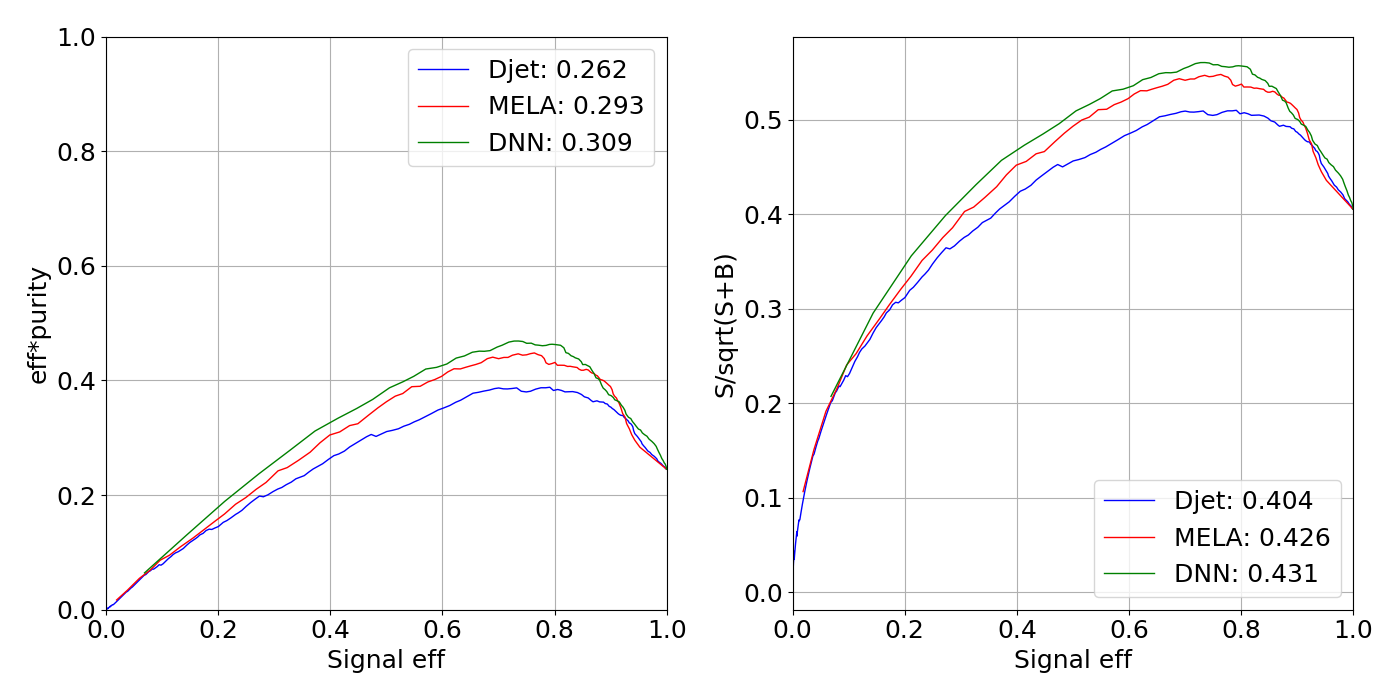 1.0
0.8
0.6
0.4
0.2
0.0
eff*purity
Djet: 0.262
MELA: 0.293
DNN: 0.309
0.0 0.2 0.4 0.6 0.8 1.0
Signal eff
0.5
0.4
0.3
0.2
0.1
0.0
S/sqrt(S+B)
Djet: 0.404
MELA: 0.426
DNN: 0.431
0.0 0.2 0.4 0.6 0.8 1.0
Signal eff